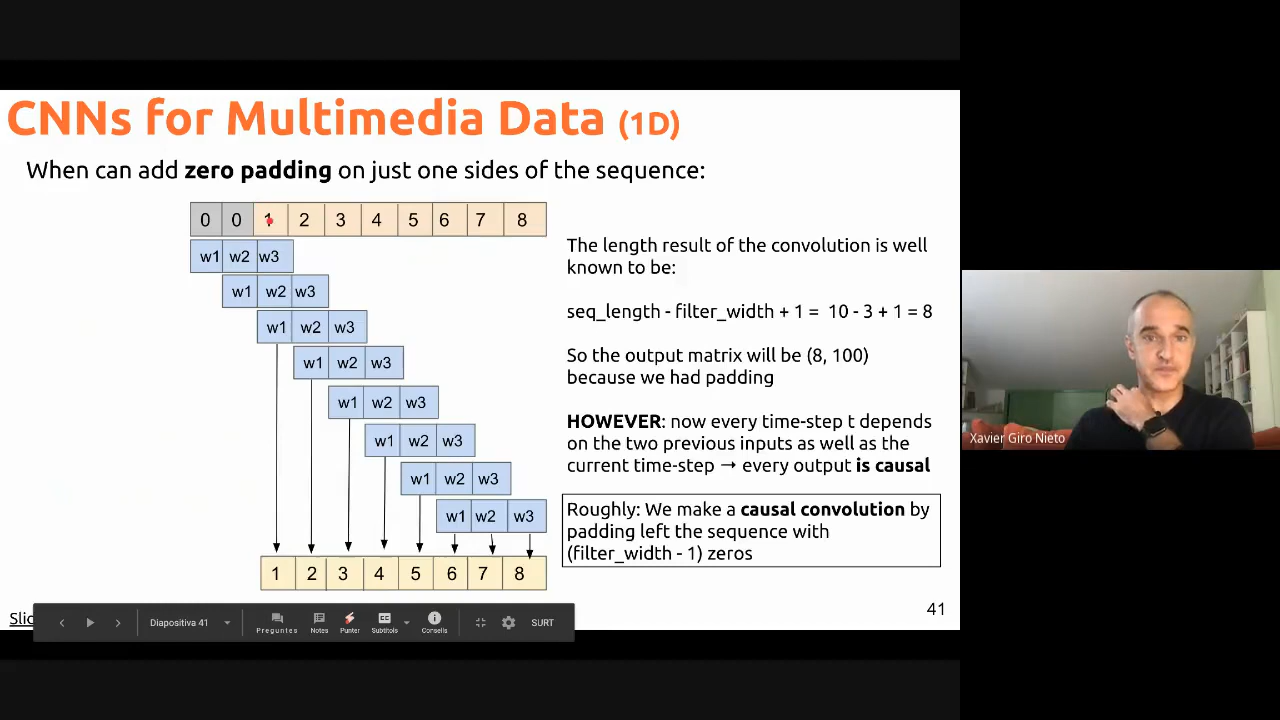 CNNs for Multimedia Data (1D)
When can add zero padding on just one sides of the sequence:
0 0 1 2 3 4 5 6 7 8
w1 w2 w3
w1 w2 w3
w1 w2 w3
w1 w2 w3
w1 w2 w3
w1 w2 w3
w1 w2 w3
w1 w2 w3
1 2 3 4 5 6 7 8
The length result of the convolution is well
known to be:
seq_length - filter_width + 1 = 10 - 3 + 1 = 8
So the output matrix will be (8, 100)
because we had padding
HOWEVER: now every time-step t depends
on the two previous inputs as well as the
current time-step → every output is causal
Roughly: We make a causal convolution by
padding left the sequence with
(filter_width - 1) zeros
Xavier Giro Nieto
41
Diapositiva 41
Preguntes
Notes
Punter
CC
Subtítols
Consells
SURT